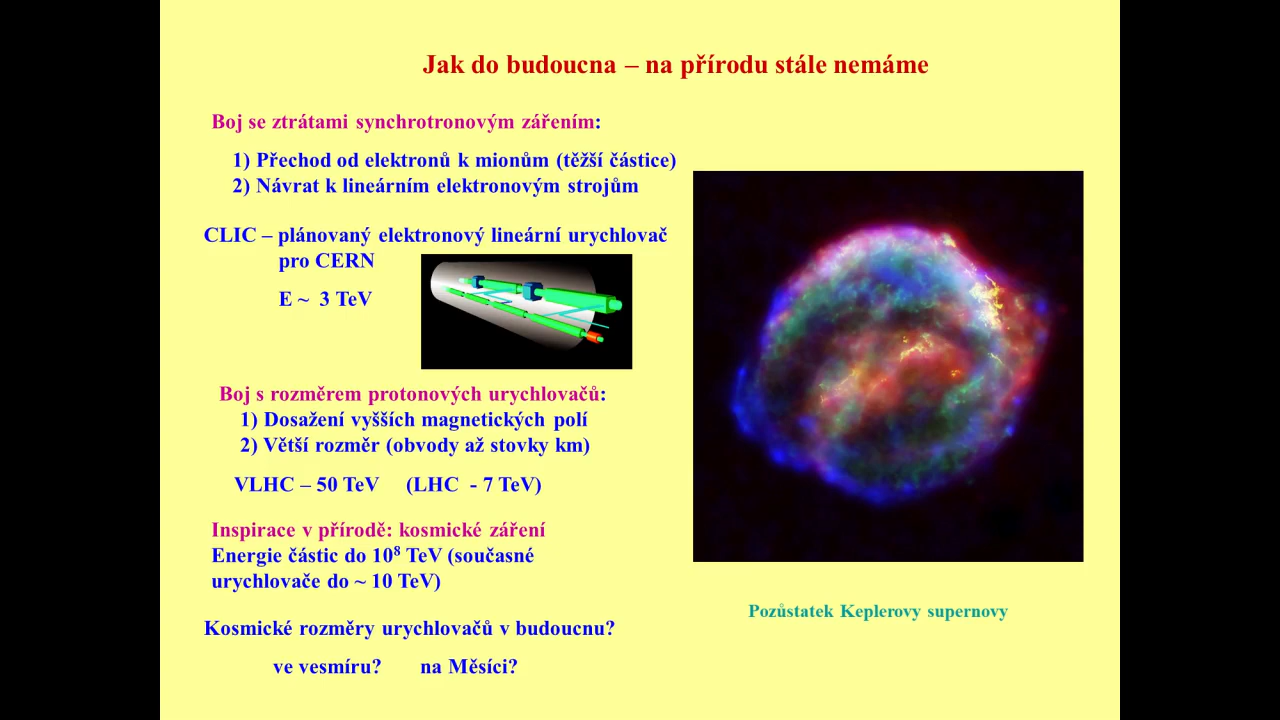 Jak do budoucna – na přírodu stále nemáme
Boj se ztrátami synchrotronovým zářením:
1) Přechod od elektronů k mionům (těžší částice)
2) Návrat k lineárním elektronovým strojům
CLIC – plánovaný elektronový lineární urychlovač
pro CERN
E ~ 3 TeV
Boj s rozměrem protonových urychlovačů:
1) Dosažení vyšších magnetických polí
2) Větší rozměr (obvody až stovky km)
VLHC – 50 TeV (LHC - 7 TeV)
Inspirace v přírodě: kosmické záření
Energie částic do 10⁸ TeV (současné
urychlovače do ~ 10 TeV)
Pozůstatek Keplerovy supernovy
Kosmické rozměry urychlovačů v budoucnu?
ve vesmíru? na Měsíci?